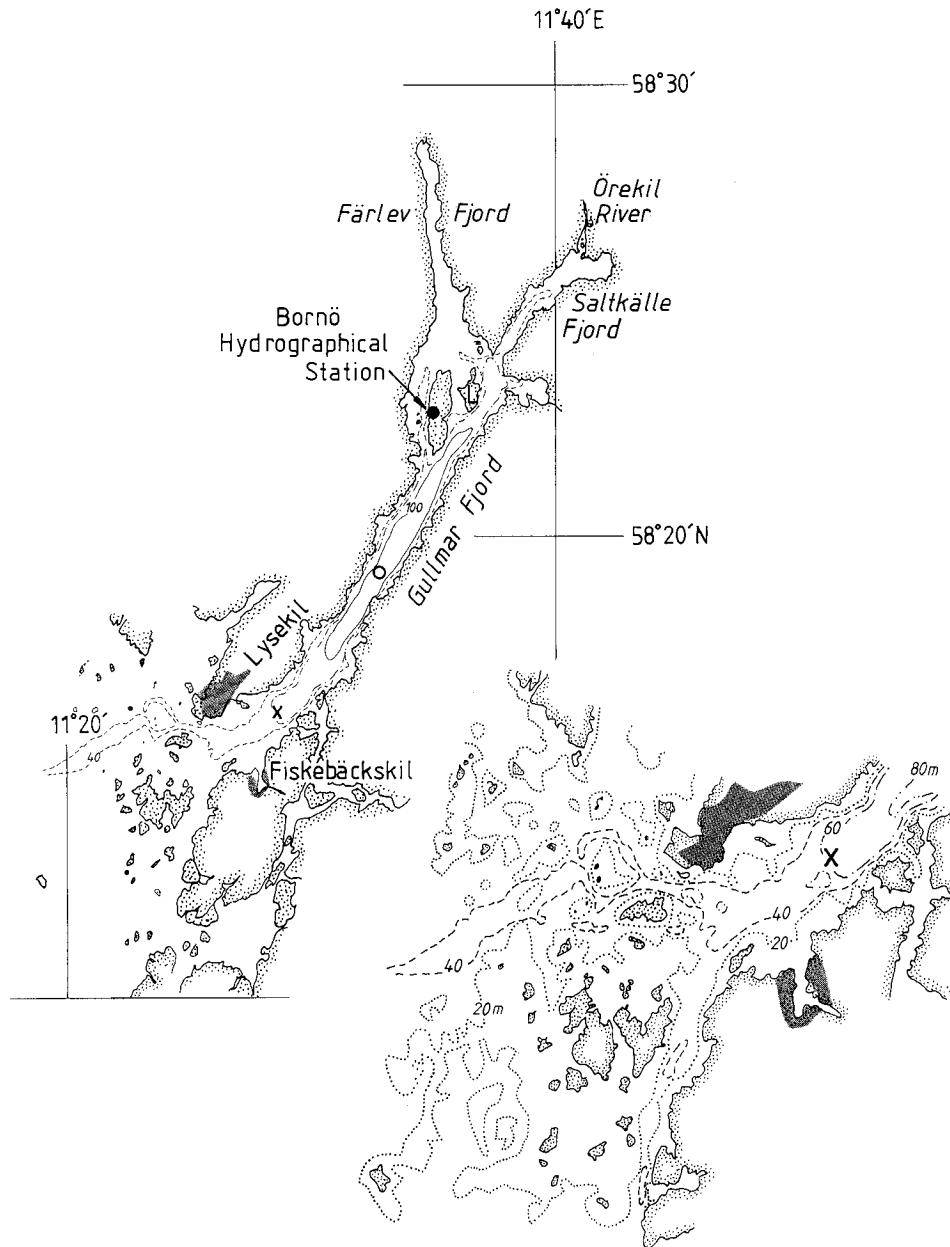 11°40´E
58°30´
Örekil
River
Färlev Fjord
Saltkälle
Fjord
Bornö
Hydrographical
Station
100
Gullmar Fjord
58°20´N
Lysekil
11°20´
40
Fiskebäckskil
80m
60
40
20
40
20m